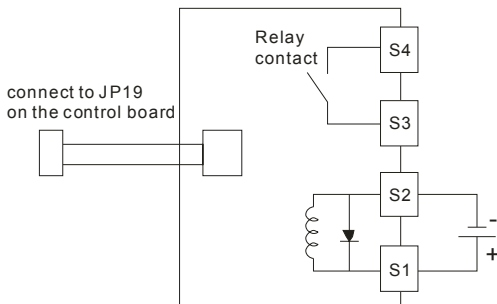 Relay
contact
S4
connect to JP19
on the control board
S3
S2
-
+
S1